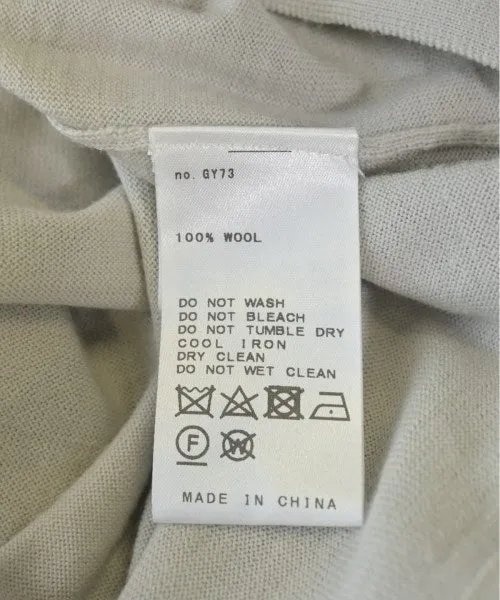 no. GY73
100% WOOL
DO NOT WASH
DO NOT BLEACH
DO NOT TUMBLE DRY
COOL IRON
DRY CLEAN
DO NOT WET CLEAN
F W
MADE IN CHINA